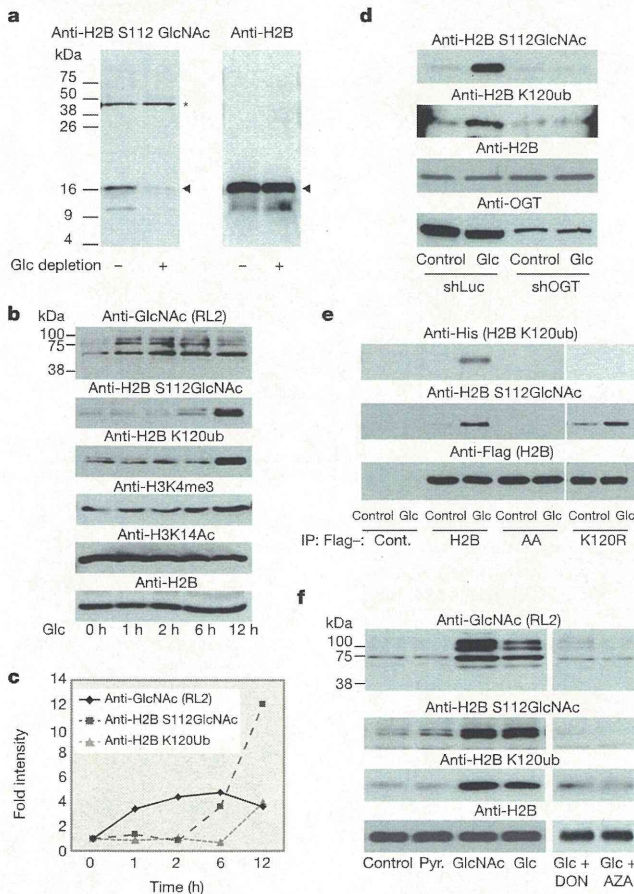 a
Anti-H2B S112 GlcNAc Anti-H2B
kDa
75
50
38
26
*
16
9
4
Glc depletion – + – +
b
kDa
Anti-GlcNAc (RL2)
100
75
38
Anti-H2B S112GlcNAc
Anti-H2B K120ub
Anti-H3K4me3
Anti-H3K14Ac
Anti-H2B
Glc 0 h 1 h 2 h 6 h 12 h
c
14
12
10
8
6
4
2
0
Fold intensity
Anti-GlcNAc (RL2)
Anti-H2B S112GlcNAc
Anti-H2B K120Ub
0 1 2 6 12
Time (h)
d
Anti-H2B S112GlcNAc
Anti-H2B K120ub
Anti-H2B
Anti-OGT
Control Glc Control Glc
shLuc shOGT
e
Anti-His (H2B K120ub)
Anti-H2B S112GlcNAc
Anti-Flag (H2B)
Control Glc Control Glc Control Glc Control Glc
IP: Flag–: Cont. H2B AA K120R
f
kDa
Anti-GlcNAc (RL2)
100
75
38
Anti-H2B S112GlcNAc
Anti-H2B K120ub
Anti-H2B
Control Pyr. GlcNAc Glc Glc + DON Glc + AZA